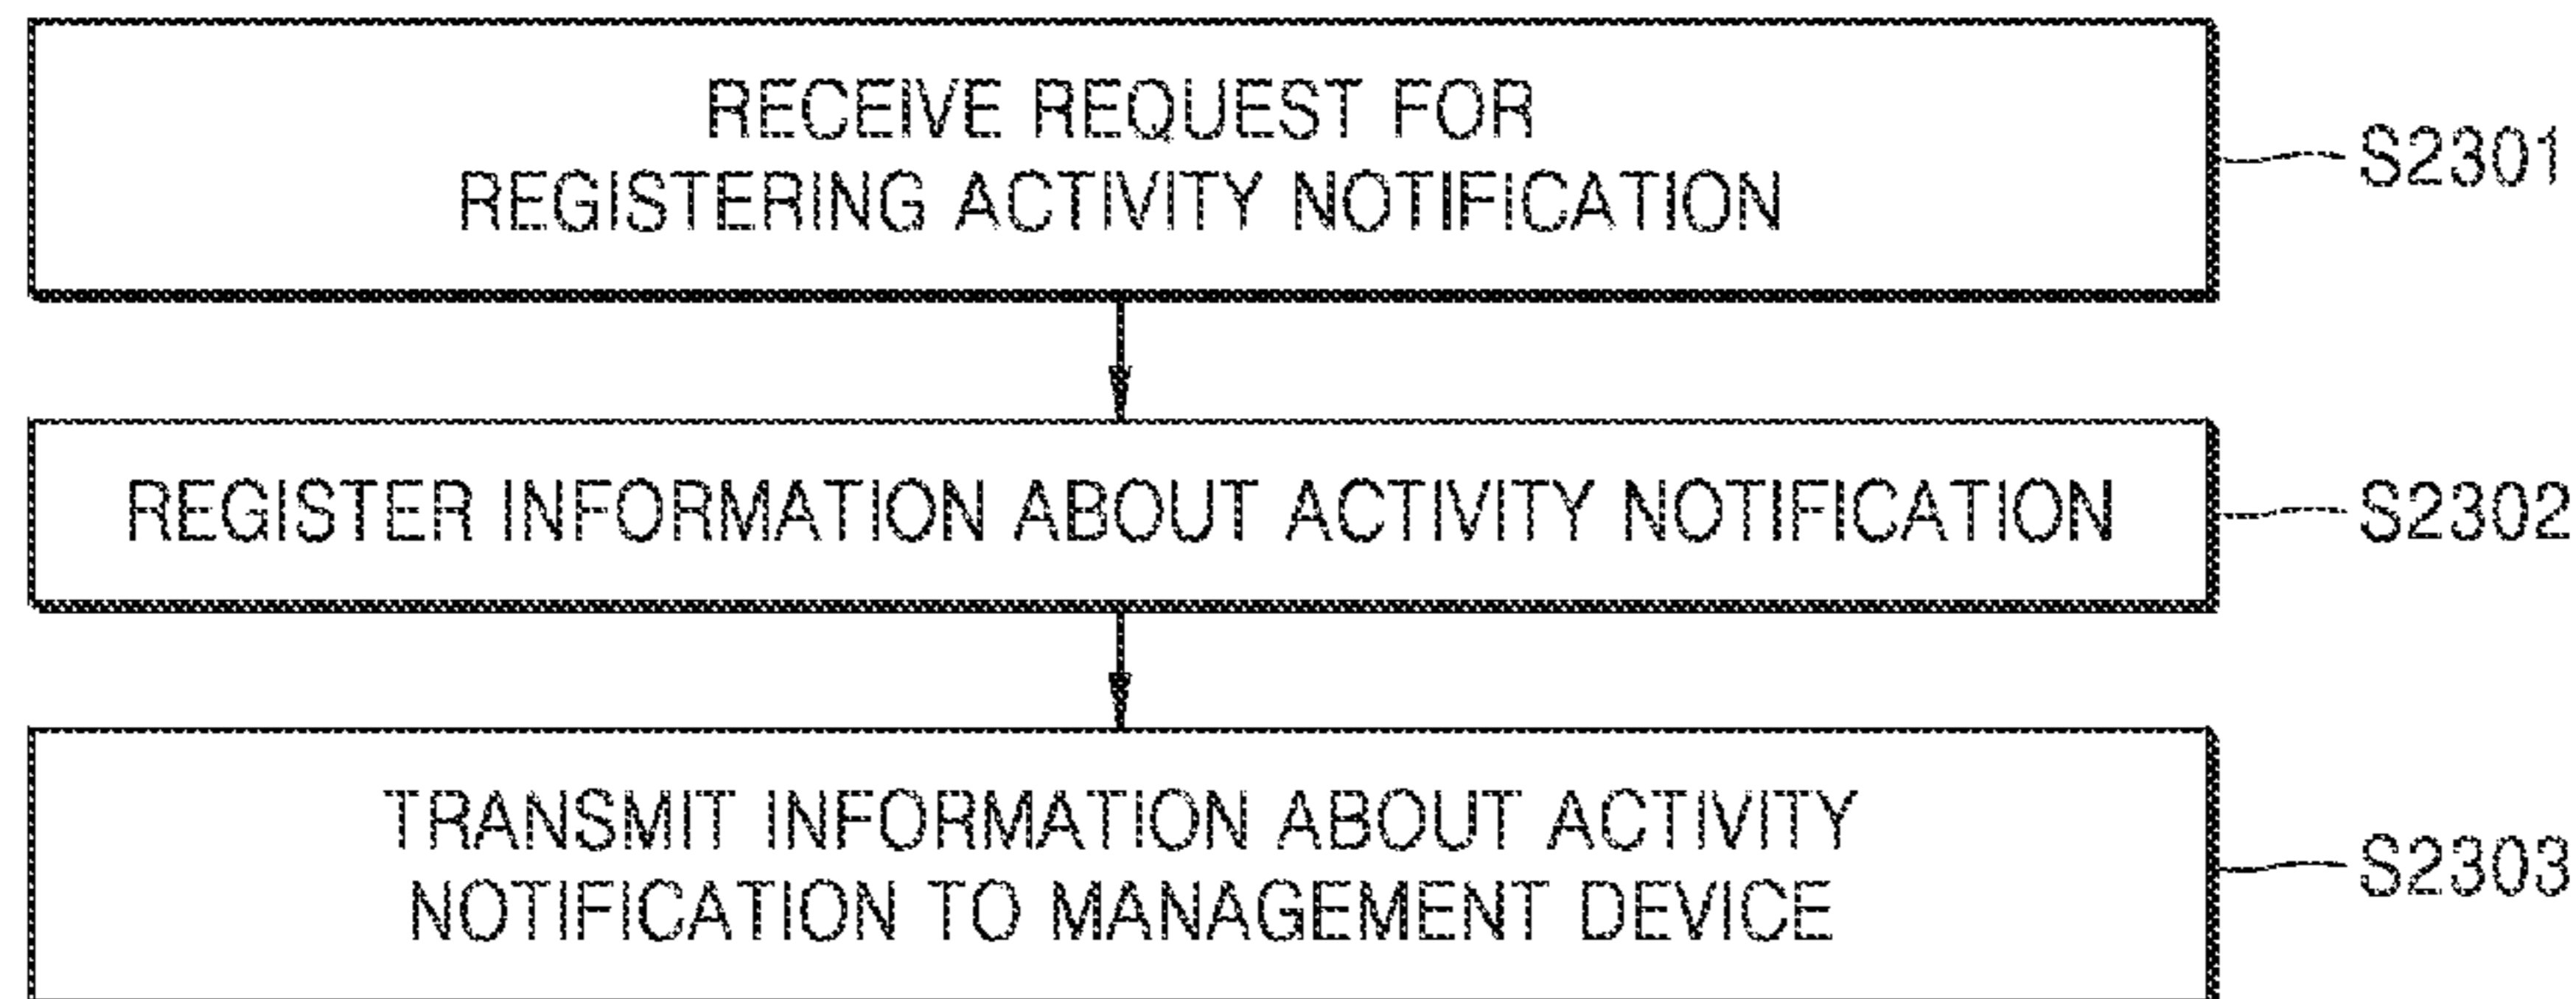 RECEIVE REQUEST FOR
REGISTERING ACTIVITY NOTIFICATION
S2301
REGISTER INFORMATION ABOUT ACTIVITY NOTIFICATION
S2302
TRANSMIT INFORMATION ABOUT ACTIVITY
NOTIFICATION TO MANAGEMENT DEVICE
S2303